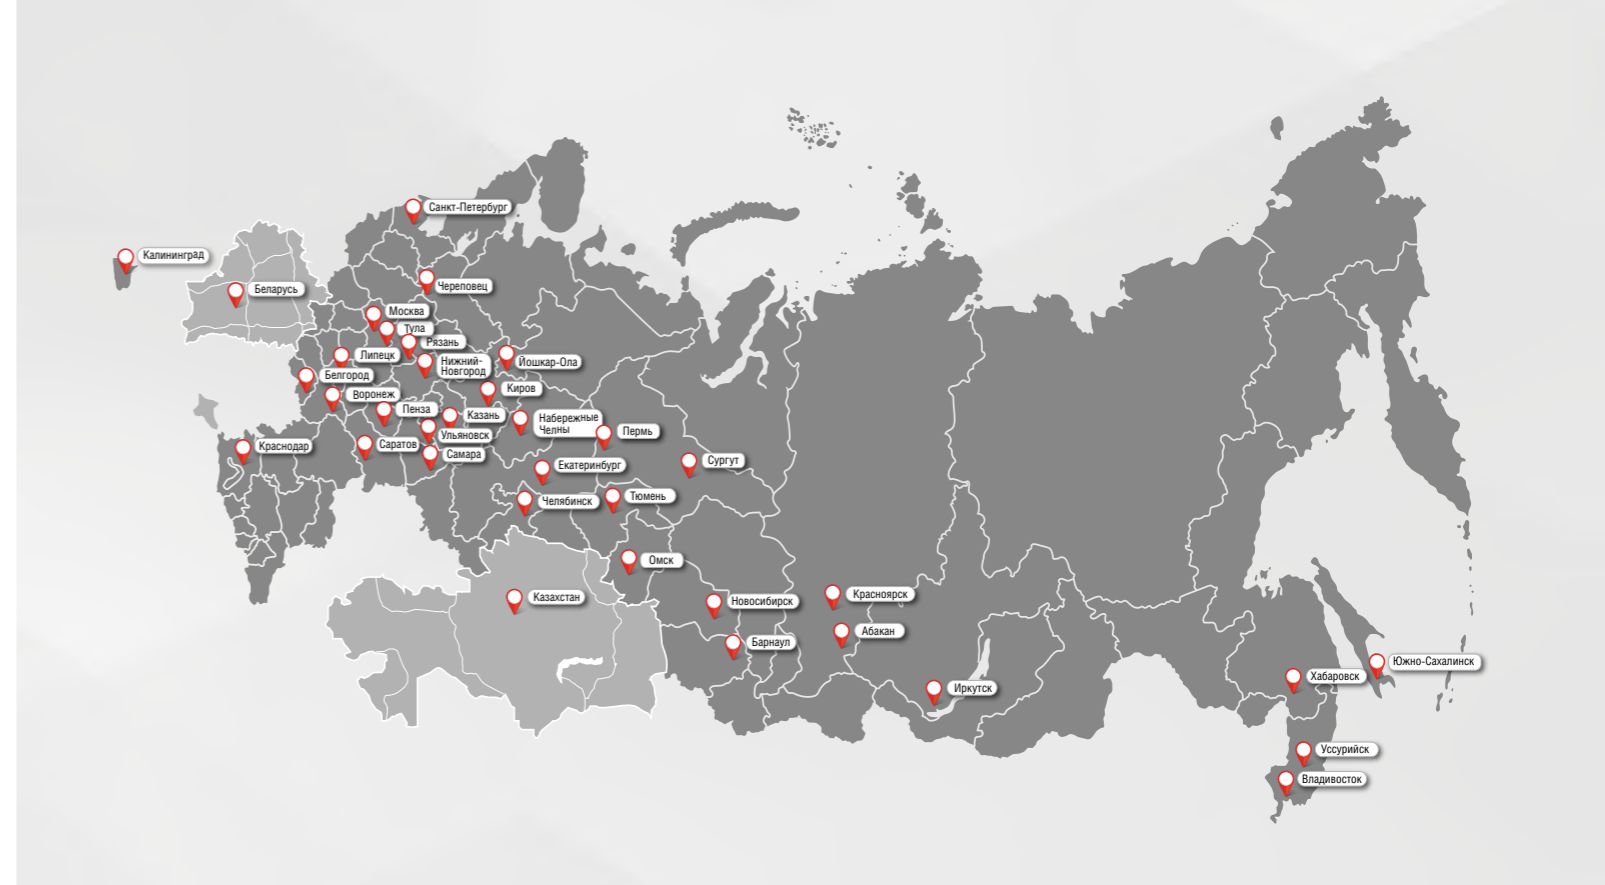 Санкт-Петербург
Калининград
Череповец
Беларусь
Москва
Тула
Рязань
Липецк
Нижний-
Новгород
Йошкар-Ола
Белгород
Киров
Воронеж
Пенза
Казань
Набережные
Челны
Пермь
Ульяновск
Краснодар
Саратов
Самара
Екатеринбург
Сургут
Челябинск
Тюмень
Омск
Казахстан
Новосибирск
Красноярск
Абакан
Барнаул
Иркутск
Южно-Сахалинск
Хабаровск
Уссурийск
Владивосток